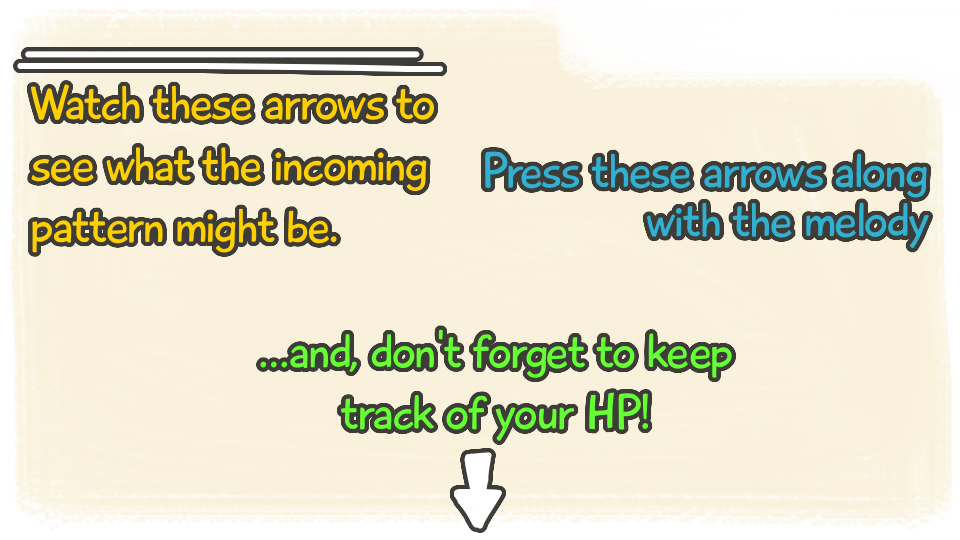 Watch these arrows to
see what the incoming
pattern might be.
Press these arrows along
with the melody
...and, don't forget to keep
track of your HP!